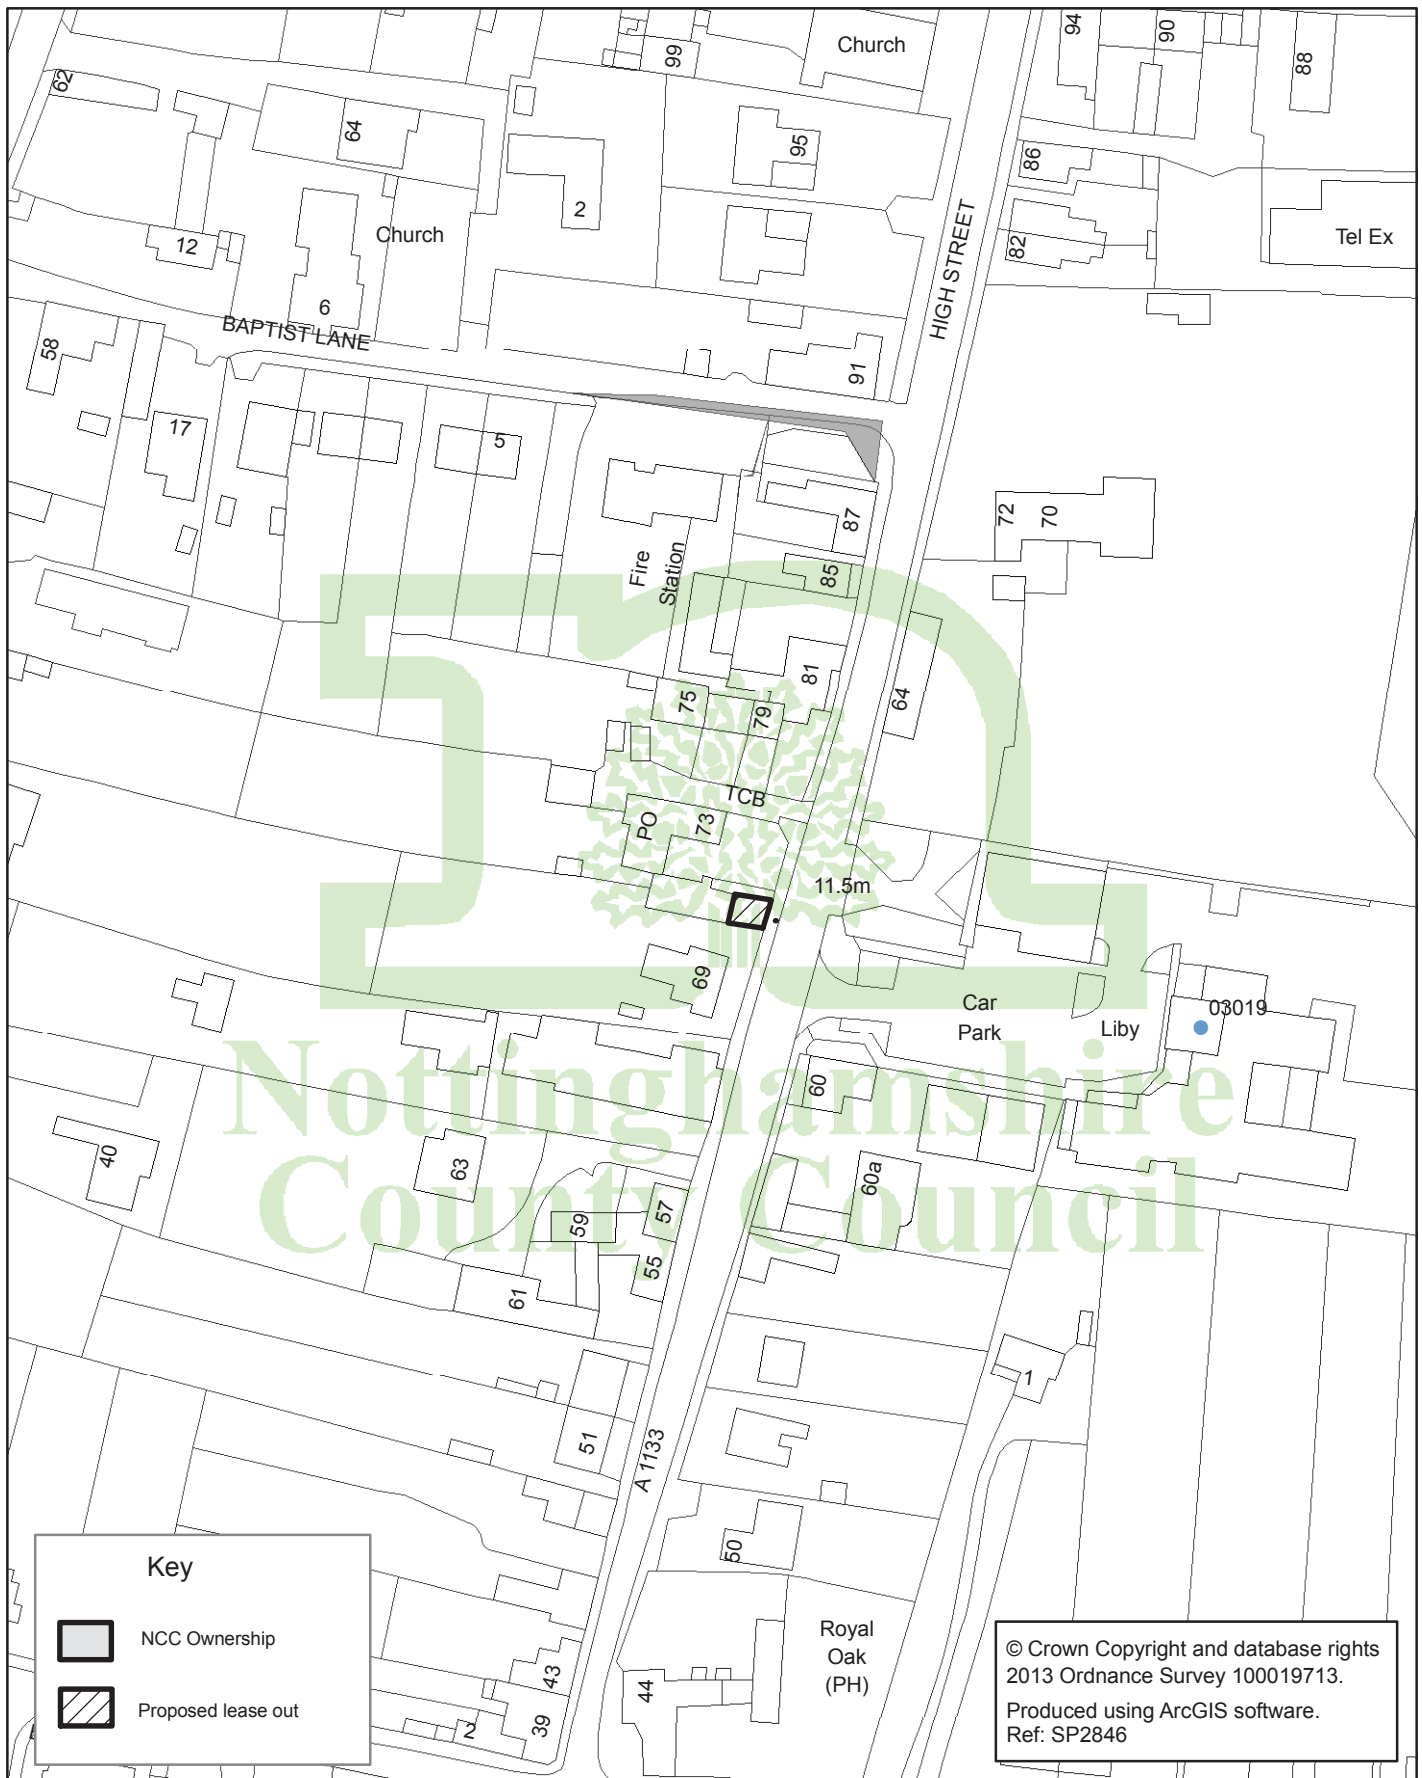 Church
94
90
88
99
62
64
95
86
2
12
Church
82
Tel Ex
6
HIGH STREET
BAPTIST LANE
58
91
17
5
72
70
87
Fire
Station
85
81
75
79
64
TCB
PO
73
11.5m
69
Car
Park
Liby
03019
Nottinghamshire
County Council
60
40
63
60a
57
59
55
61
1
51
A 1133
50
Key
NCC Ownership
Proposed lease out
Royal
Oak
(PH)
43
44
39
2
© Crown Copyright and database rights
2013 Ordnance Survey 100019713.
Produced using ArcGIS software.
Ref: SP2846